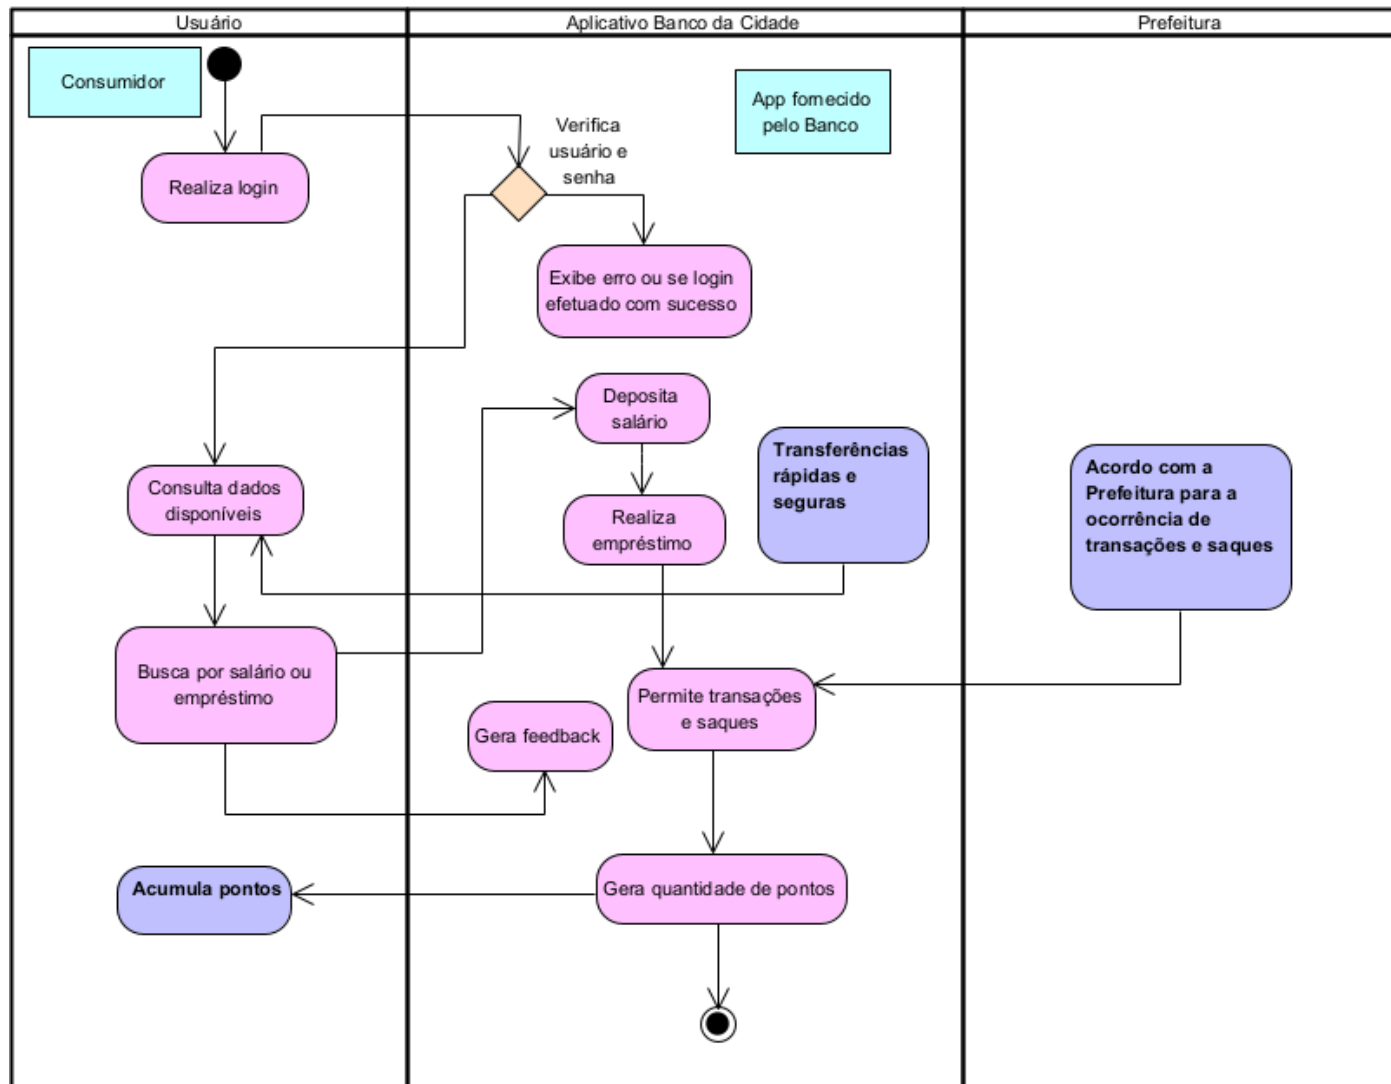 Usuário
Aplicativo Banco da Cidade
Prefeitura
Consumidor
App fornecido
pelo Banco
Verifica
usuário e
senha
Realiza login
Exibe erro ou se login
efetuado com sucesso
Deposita
salário
Transferências
rápidas e
seguras
Acordo com a
Prefeitura para a
ocorrência de
transações e saques
Consulta dados
disponíveis
Realiza
empréstimo
Busca por salário ou
empréstimo
Permite transações
e saques
Gera feedback
Acumula pontos
Gera quantidade de pontos